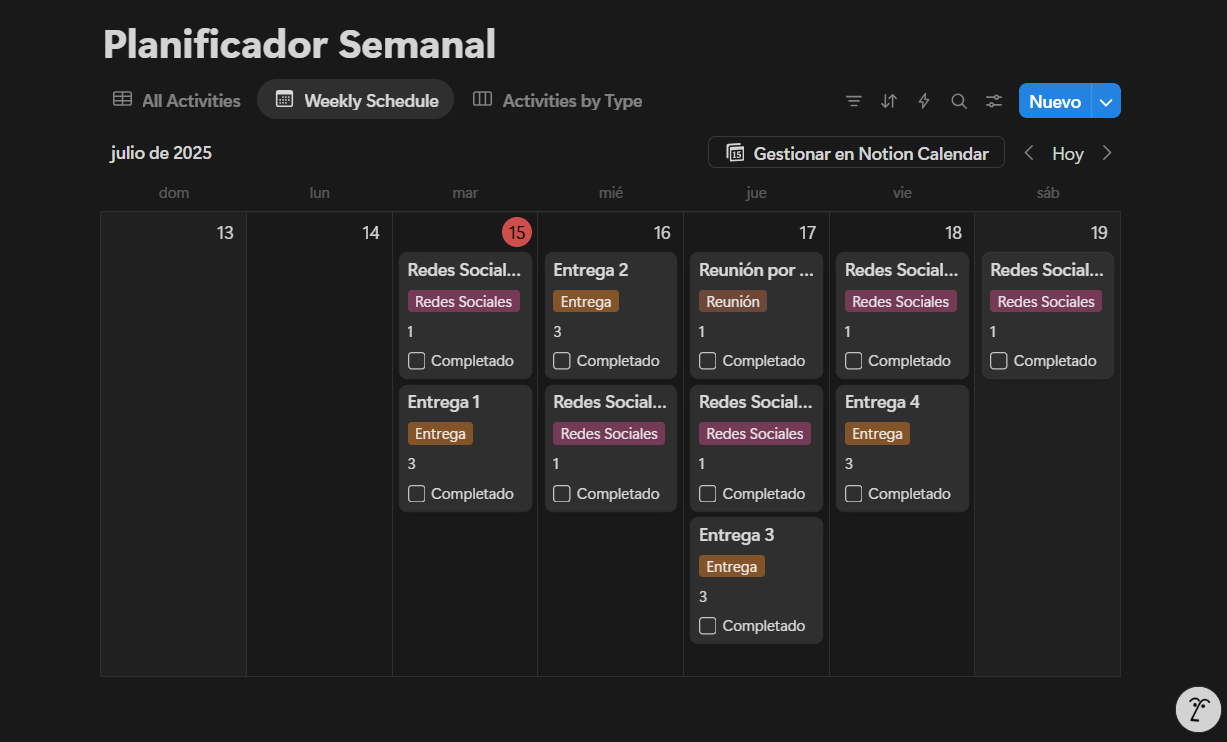 Planificador Semanal
All Activities Weekly Schedule Activities by Type Nuevo
julio de 2025 15 Gestionar en Notion Calendar Hoy
dom lun mar mié jue vie sáb
13 14 15 16 17 18 19
Redes Social... Entrega 2 Reunión por ... Redes Social... Redes Social...
Redes Sociales Entrega Reunión Redes Sociales Redes Sociales
1 3 1 1 1
Completado Completado Completado Completado Completado
Entrega 1 Redes Social... Redes Social... Entrega 4
Entrega Redes Sociales Redes Sociales Entrega
3 1 1 3
Completado Completado Completado Completado
Entrega 3
Entrega
3
Completado